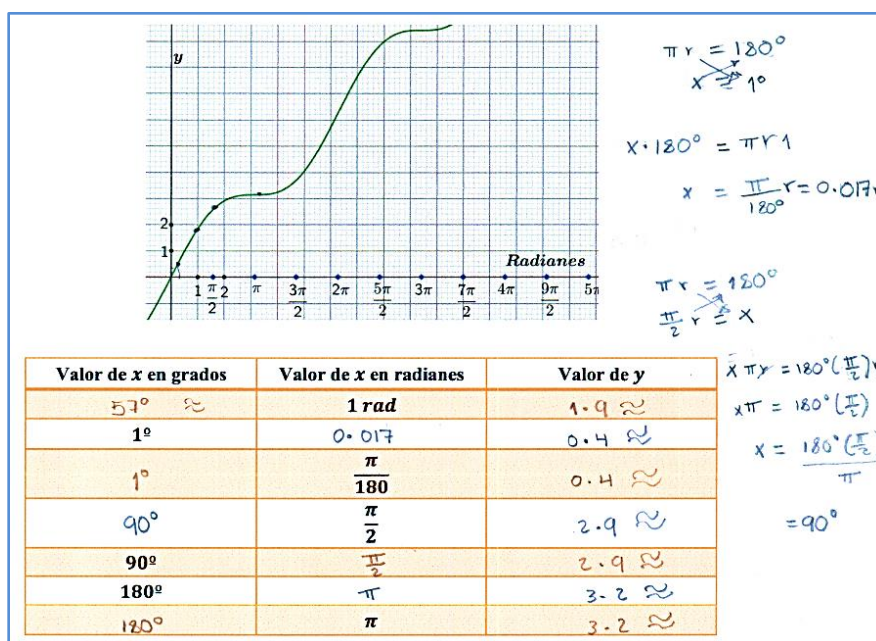 y
2
1
Radianes
1 π/2 2 π 3π/2 2π 5π/2 3π 7π/2 4π 9π/2 5π
πr = 180°
x = 1°
x·180° = πr1
x = π/180° r = 0.017r
πr = 180°
π/2 r = x
Valor de x en grados Valor de x en radianes Valor de y
57° ≈ 1 rad 1.9 ≈
1º 0.017 0.4 ≈
1° π/180 0.4 ≈
90° π/2 2.9 ≈
90º π/2 2.9 ≈
180º π 3.2 ≈
180° π 3.2 ≈
xπr = 180°(π/2)r
xπ = 180°(π/2)
x = 180°(π/2)/π
=90°